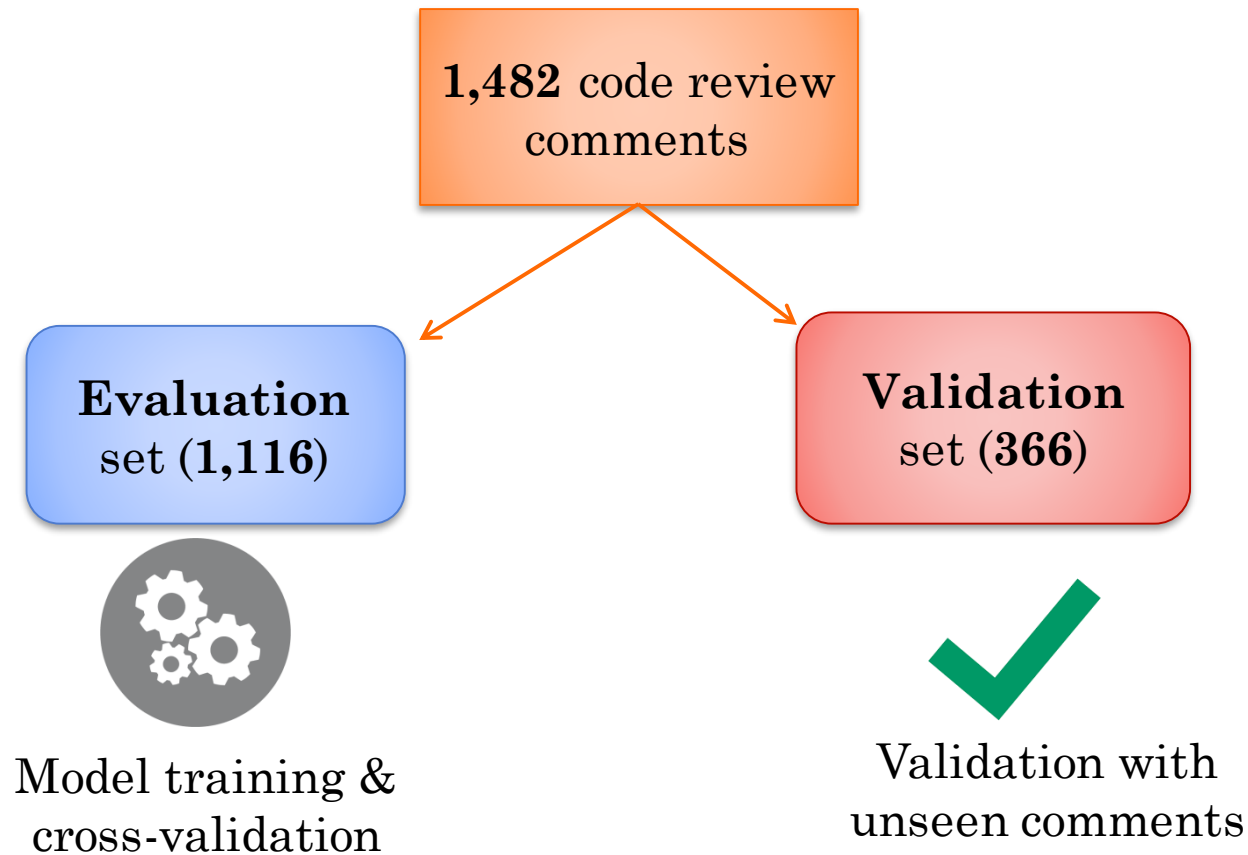 1,482 code review
comments
Evaluation
set (1,116)
Validation
set (366)
Model training &
cross-validation
Validation with
unseen comments